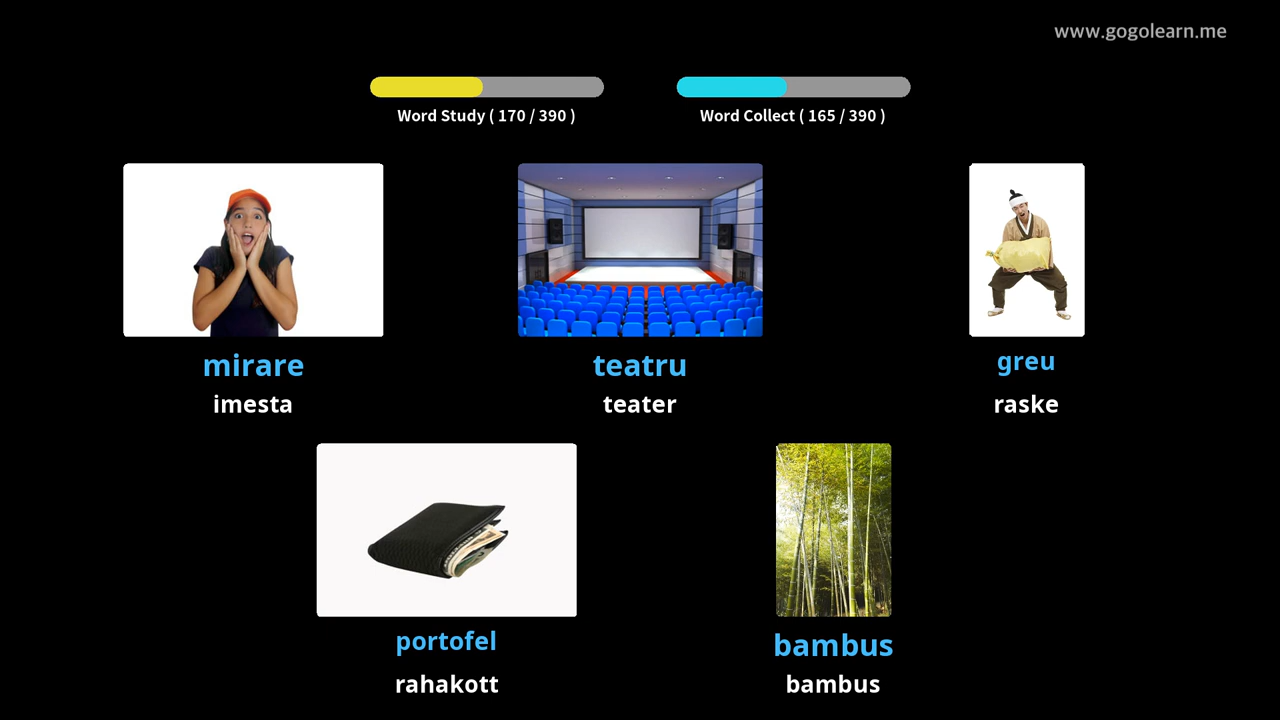 www.gogolearn.me
Word Study ( 170 / 390 )
Word Collect ( 165 / 390 )
mirare
imesta
teatru
teater
greu
raske
portofel
rahakott
bambus
bambus